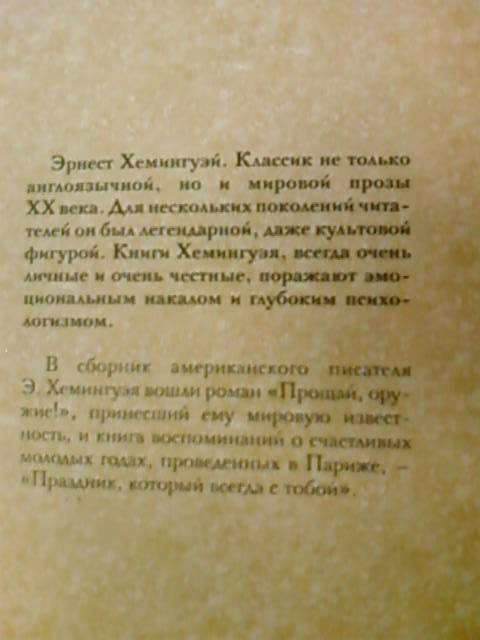 Эрнест Хемингуэй. Классик не только
англоязычной, но и мировой прозы
XX века. Для нескольких поколений чита-
телей он был легендарной, даже культовой
фигурой. Книги Хемингуэя, всегда очень
личные и очень честные, поражают эмо-
циональным накалом и глубоким психо-
логизмом.
В сборник американского писателя
Э. Хемингуэя вошли роман «Прощай, ору-
жие!», принесший ему мировую извест-
ность, и книга воспоминаний о счастливых
молодых годах, проведенных в Париже, –
«Праздник, который всегда с тобой».